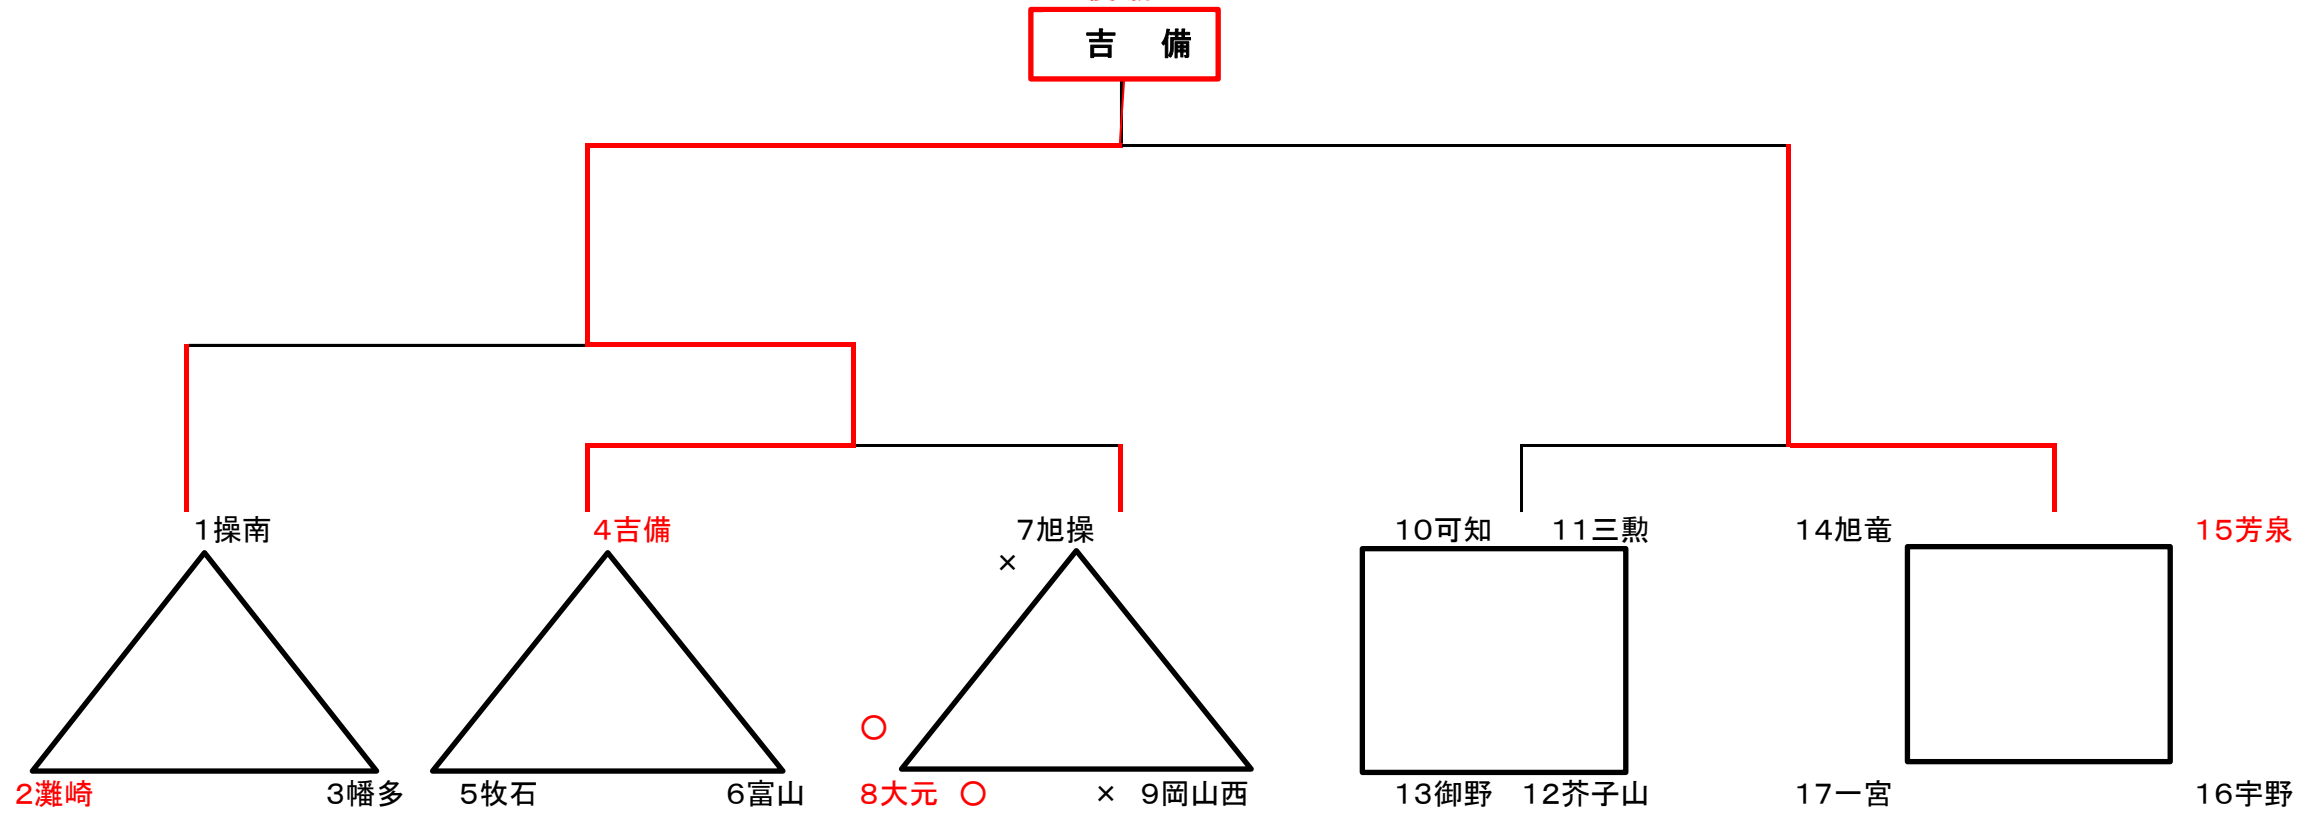 吉　備
1操南
4吉備
7旭操
10可知
11三勲
14旭竜
15芳泉
×
○
2灘崎
3幡多
5牧石
6富山
8大元 ○
× 9岡山西
13御野
12芥子山
17一宮
16宇野